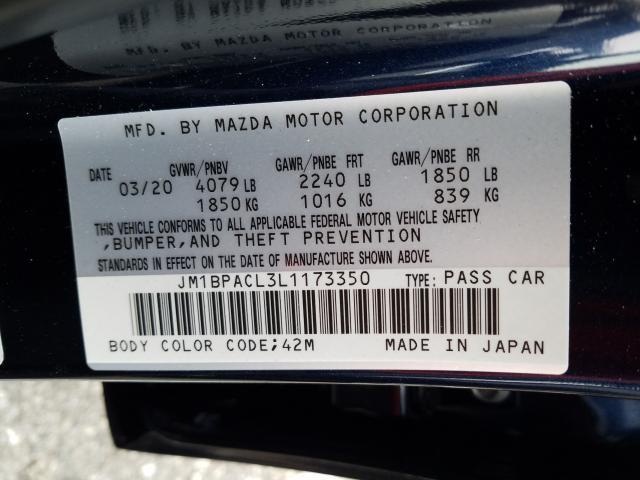 MFD. BY MAZDA MOTOR CORPORATION
DATE GVWR/PNBV GAWR/PNBE FRT GAWR/PNBE RR
03/20 4079 LB 2240 LB 1850 LB
1850 KG 1016 KG 839 KG
THIS VEHICLE CONFORMS TO ALL APPLICABLE FEDERAL MOTOR VEHICLE SAFETY
,BUMPER,AND THEFT PREVENTION
STANDARDS IN EFFECT ON THE DATE OF MANUFACTURE SHOWN ABOVE.
JM1BPACL3L1173350 TYPE: PASS CAR
BODY COLOR CODE;42M MADE IN JAPAN